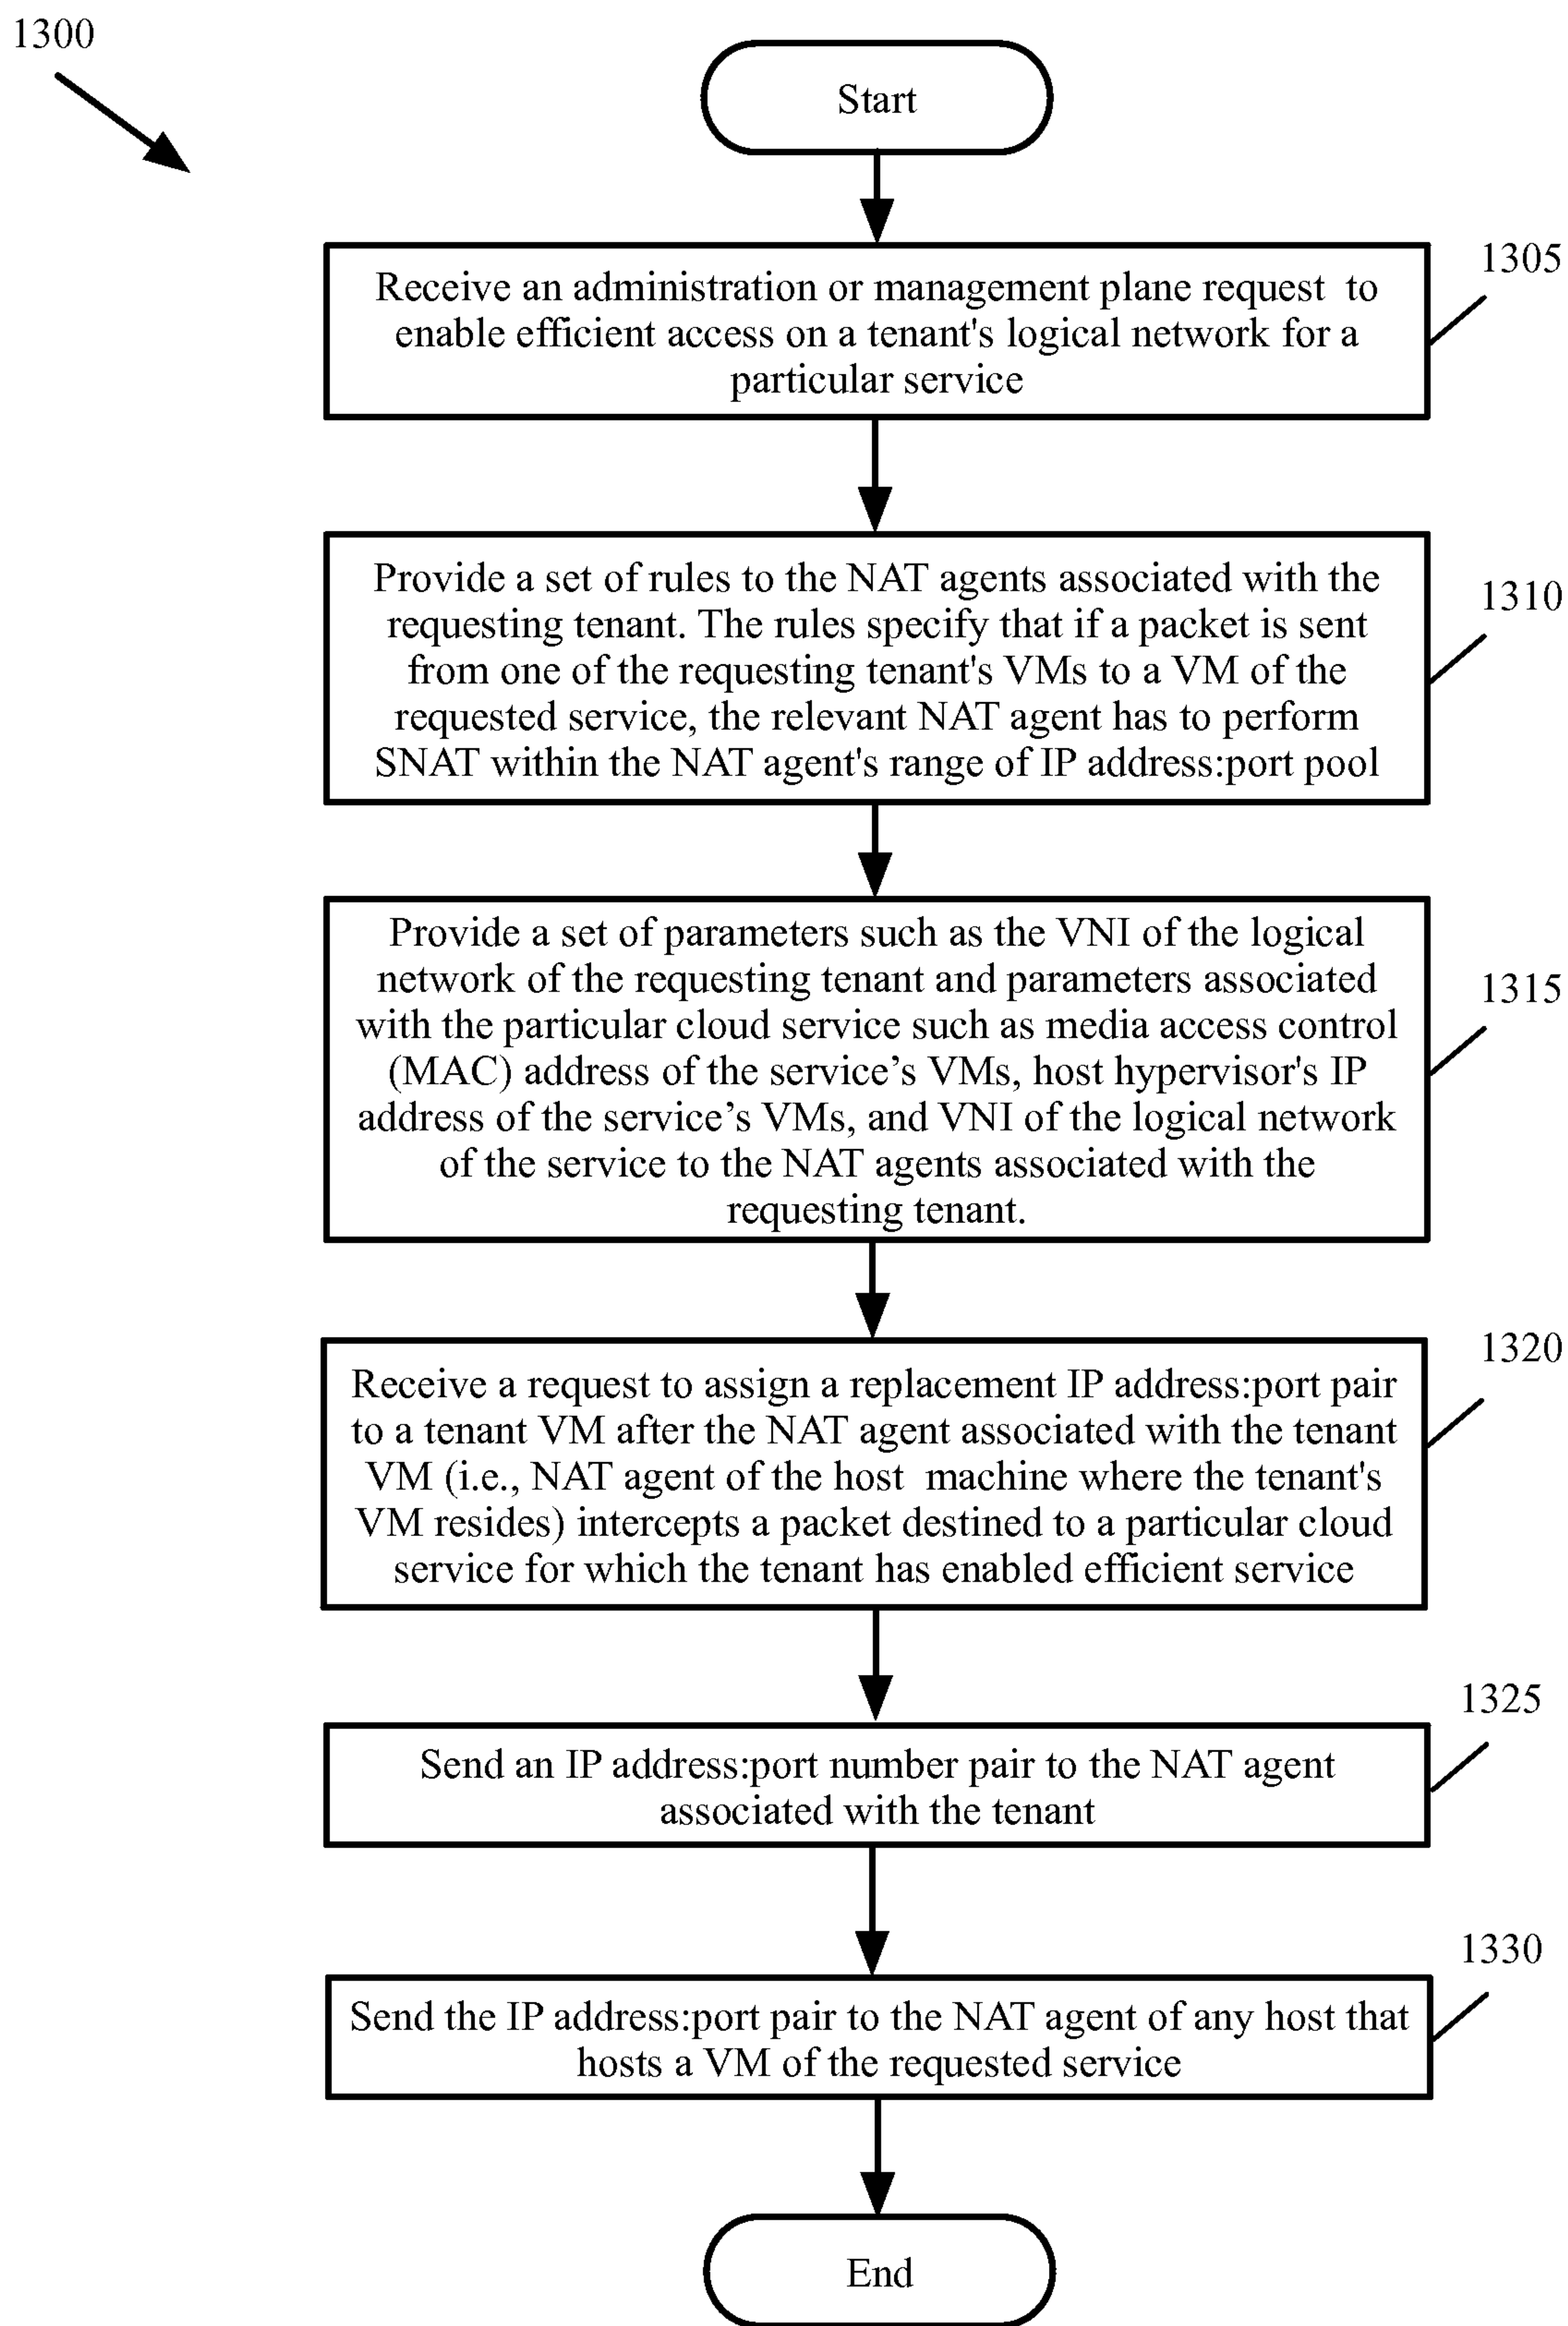 1300
Start
1305
Receive an administration or management plane request to
enable efficient access on a tenant's logical network for a
particular service
1310
Provide a set of rules to the NAT agents associated with the
requesting tenant. The rules specify that if a packet is sent
from one of the requesting tenant's VMs to a VM of the
requested service, the relevant NAT agent has to perform
SNAT within the NAT agent's range of IP address:port pool
1315
Provide a set of parameters such as the VNI of the logical
network of the requesting tenant and parameters associated
with the particular cloud service such as media access control
(MAC) address of the service’s VMs, host hypervisor's IP
address of the service’s VMs, and VNI of the logical network
of the service to the NAT agents associated with the
requesting tenant.
1320
Receive a request to assign a replacement IP address:port pair
to a tenant VM after the NAT agent associated with the tenant
VM (i.e., NAT agent of the host machine where the tenant's
VM resides) intercepts a packet destined to a particular cloud
service for which the tenant has enabled efficient service
1325
Send an IP address:port number pair to the NAT agent
associated with the tenant
1330
Send the IP address:port pair to the NAT agent of any host that
hosts a VM of the requested service
End